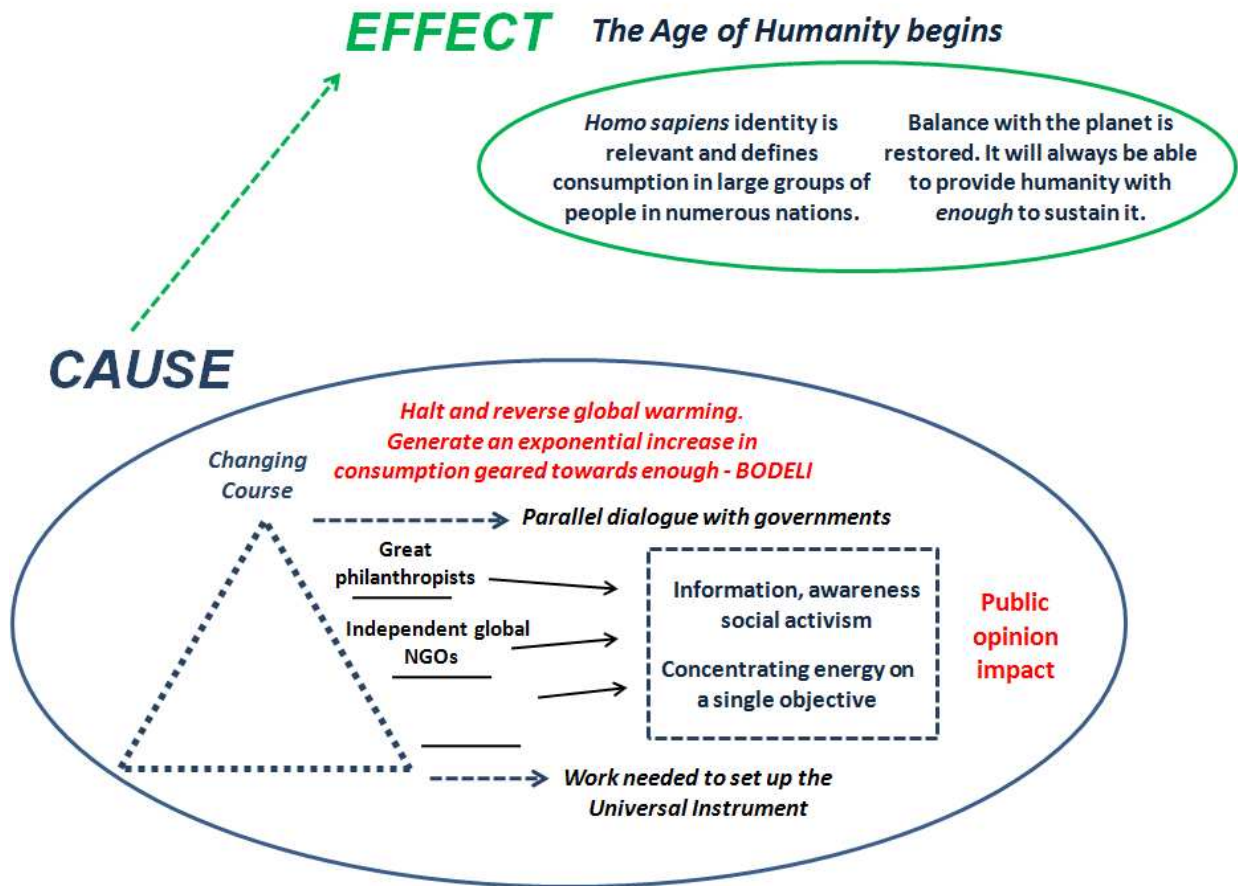 EFFECT
The Age of Humanity begins
Homo sapiens identity is
relevant and defines
consumption in large groups of
people in numerous nations.
Balance with the planet is
restored. It will always be able
to provide humanity with
enough to sustain it.
CAUSE
Halt and reverse global warming.
Generate an exponential increase in
consumption geared towards enough - BODELI
Changing
Course
Parallel dialogue with governments
Great
philanthropists
Independent global
NGOs
Information, awareness
social activism
Concentrating energy on
a single objective
Public
opinion
impact
Work needed to set up the
Universal Instrument